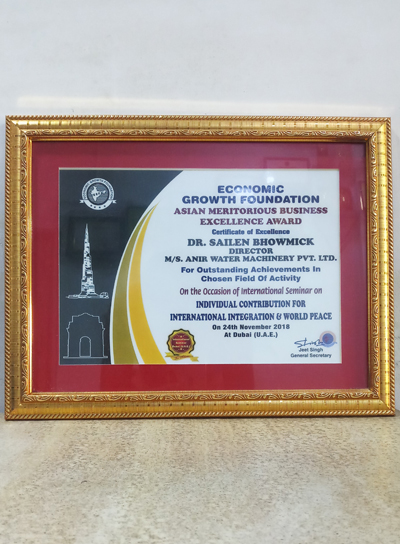 ECONOMIC
GROWTH FOUNDATION
ASIAN MERITORIOUS BUSINESS
EXCELLENCE AWARD
Certificate of Excellence
DR. SAILEN BHOWMICK
DIRECTOR
M/S. ANIR WATER MACHINERY PVT. LTD.
For Outstanding Achievements In
Chosen Field Of Activity
On the Occasion of International Seminar on
INDIVIDUAL CONTRIBUTION FOR
INTERNATIONAL INTEGRATION & WORLD PEACE
On 24th November 2018
At Dubai (U.A.E.)
Jeet Singh
General Secretary